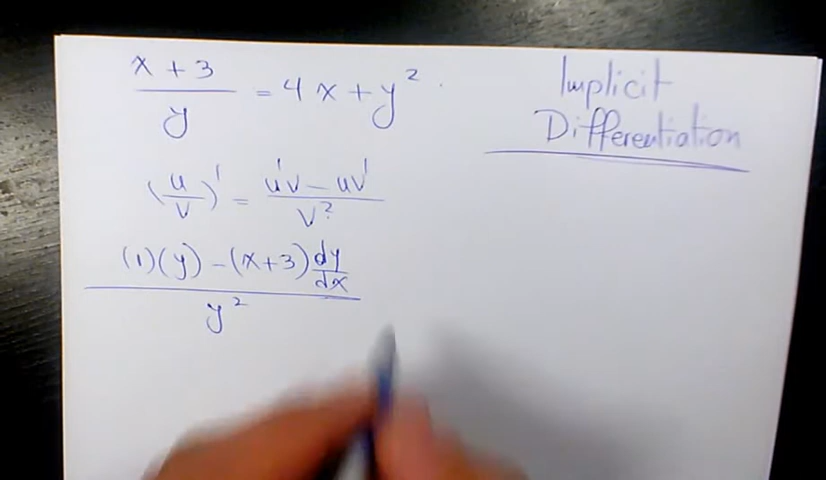 x + 3 / y = 4x + y²
Implicit
Differentiation
(u/v)' = u'v - uv' / v²
(1)(y) - (x+3) dy/dx / y²